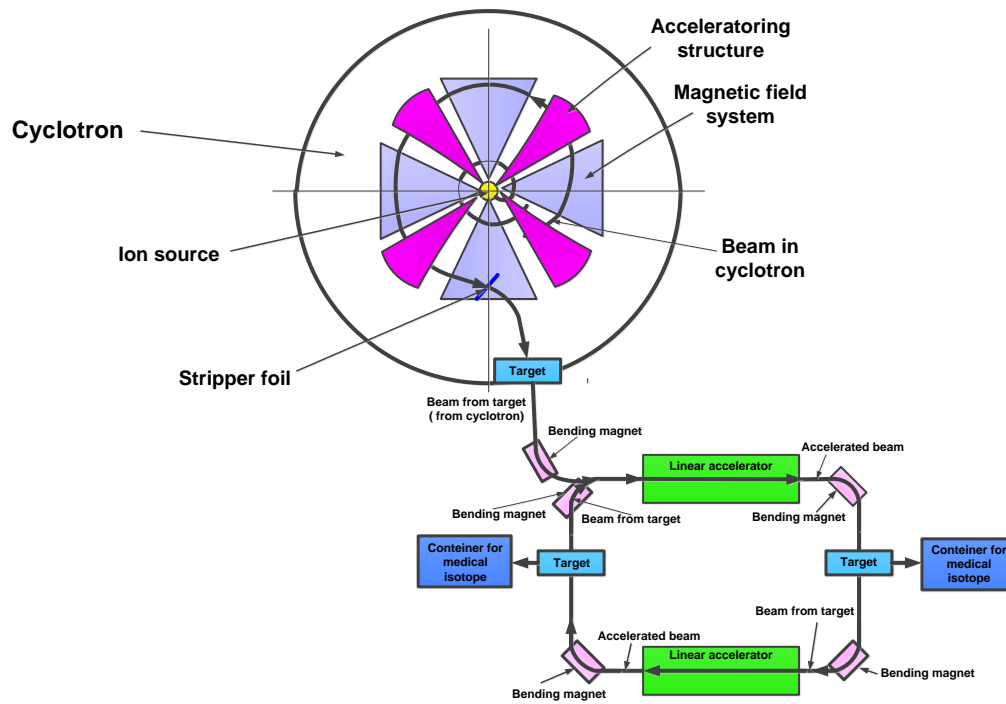 Acceleratoring
structure
Magnetic field
system
Cyclotron
Ion source
Beam in
cyclotron
Stripper foil
Target
Beam from target
( from cyclotron)
Bending magnet
Accelerated beam
Linear accelerator
Bending magnet
Beam from target
Bending magnet
Conteiner for
medical
isotope
Target
Target
Conteiner for
medical
isotope
Beam from target
Accelerated beam
Linear accelerator
Bending magnet
Bending magnet